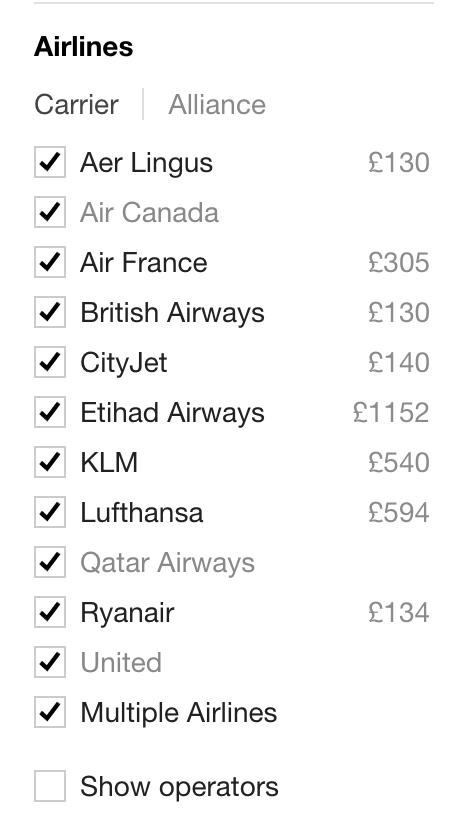 Airlines
Carrier Alliance
Aer Lingus £130
Air Canada
Air France £305
British Airways £130
CityJet £140
Etihad Airways £1152
KLM £540
Lufthansa £594
Qatar Airways
Ryanair £134
United
Multiple Airlines
Show operators